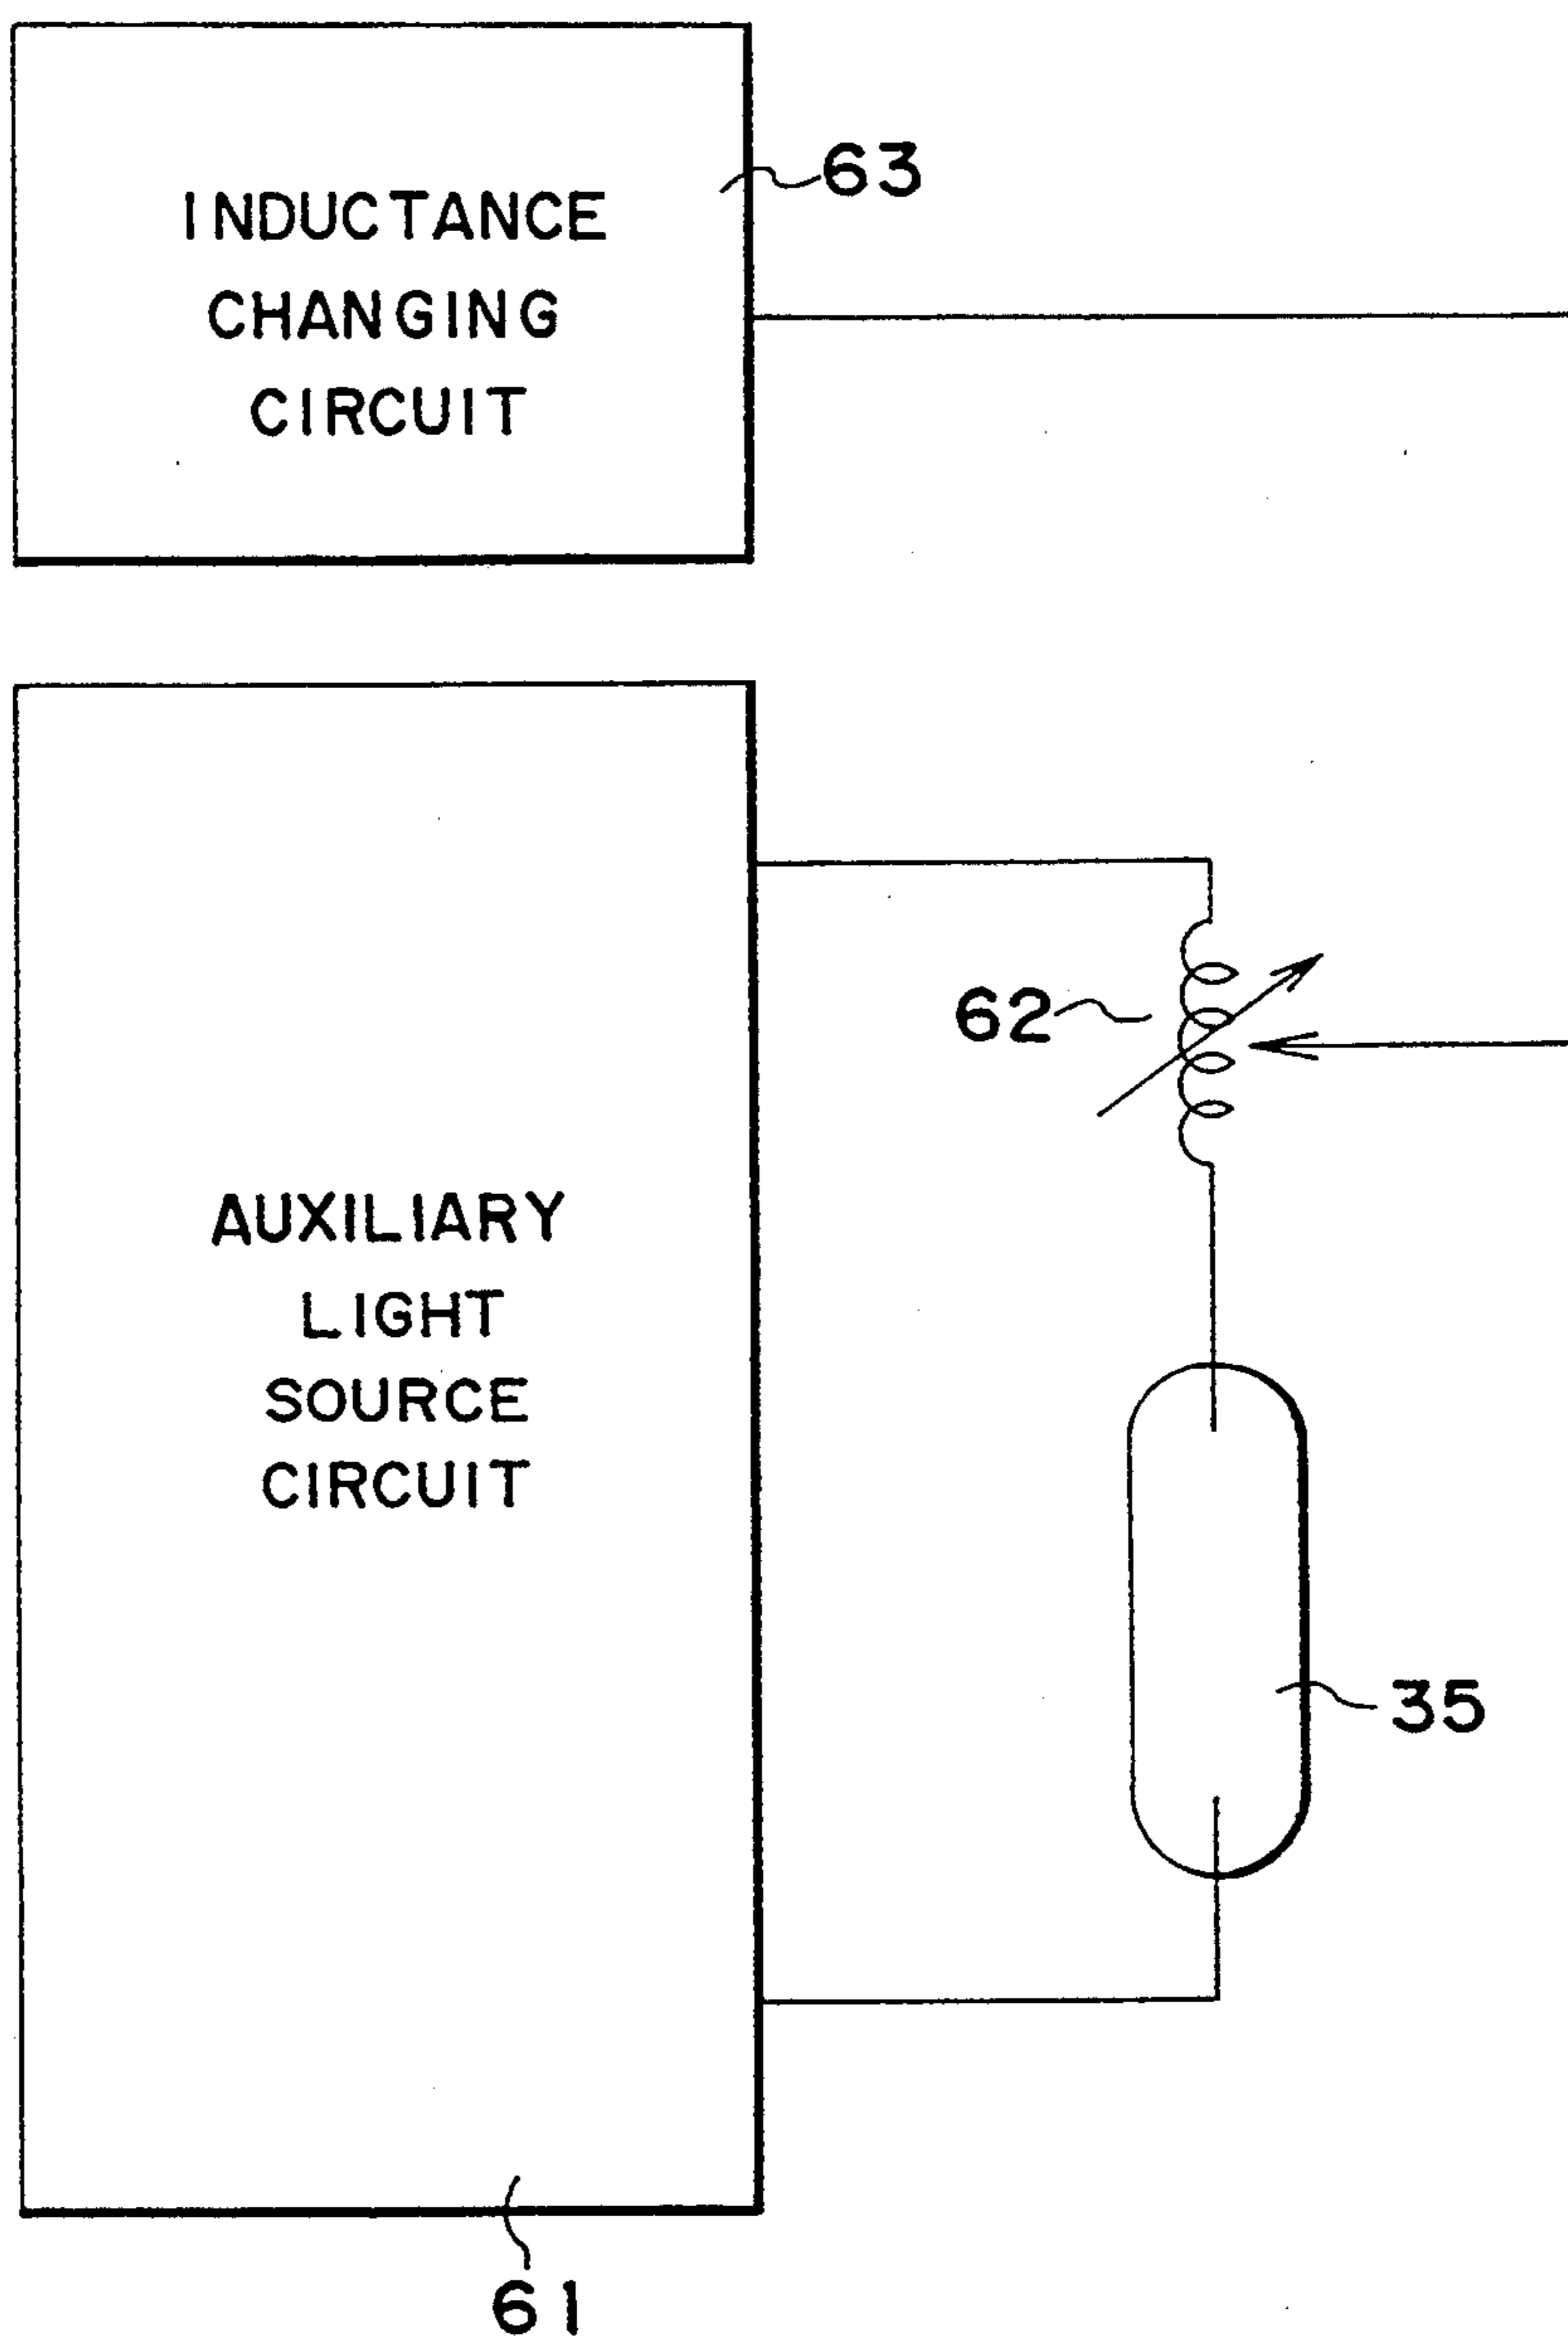 63
INDUCTANCE
CHANGING
CIRCUIT
62
AUXILIARY
LIGHT
SOURCE
CIRCUIT
35
61